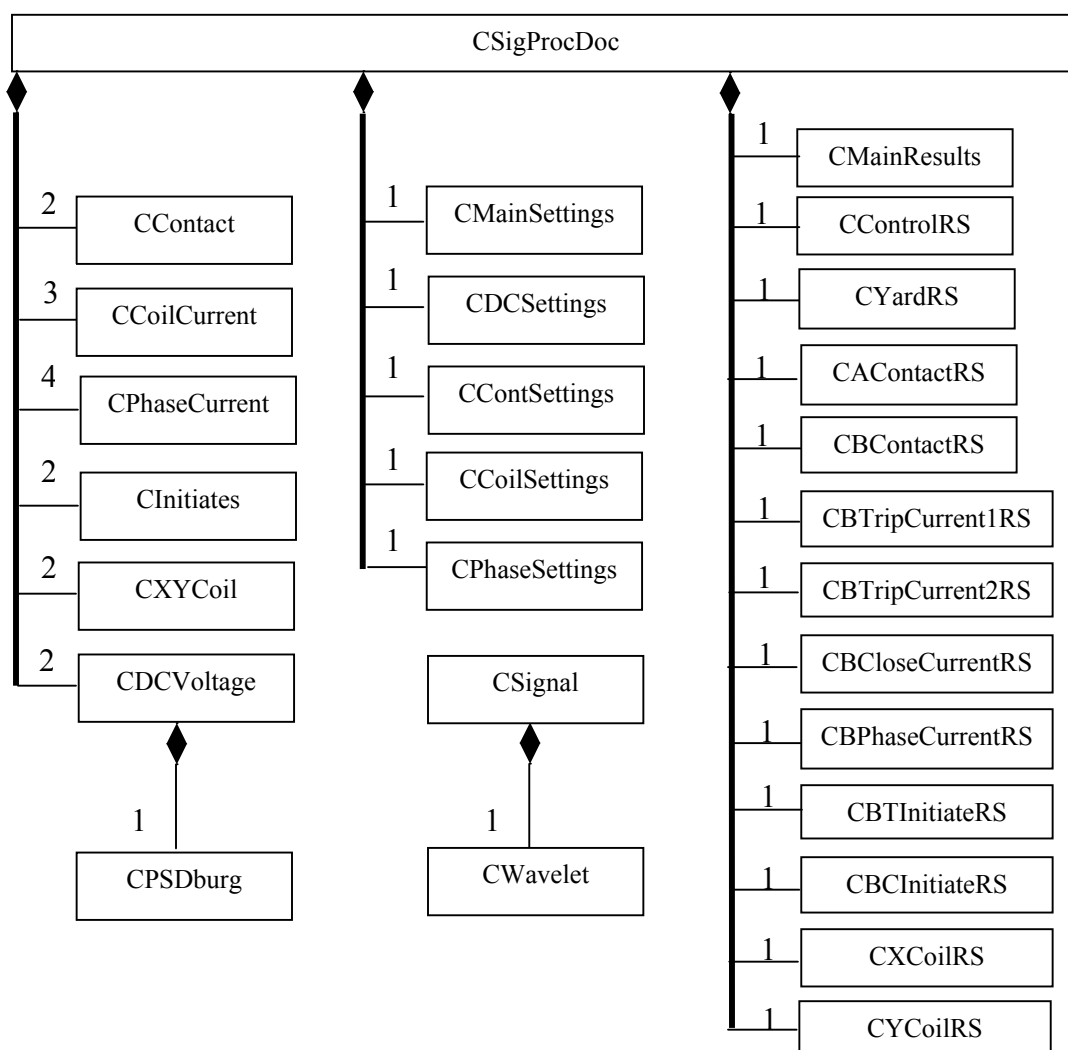 CSigProcDoc
2
CContact
3
CCoilCurrent
4
CPhaseCurrent
2
CInitiates
2
CXYCoil
2
CDCVoltage
1
CPSDburg
1
CMainSettings
1
CDCSettings
1
CContSettings
1
CCoilSettings
1
CPhaseSettings
CSignal
1
CWavelet
1
CMainResults
1
CControlRS
1
CYardRS
1
CAContactRS
1
CBContactRS
1
CBTripCurrent1RS
1
CBTripCurrent2RS
1
CBCloseCurrentRS
1
CBPhaseCurrentRS
1
CBTInitiateRS
1
CBCInitiateRS
1
CXCoilRS
1
CYCoilRS